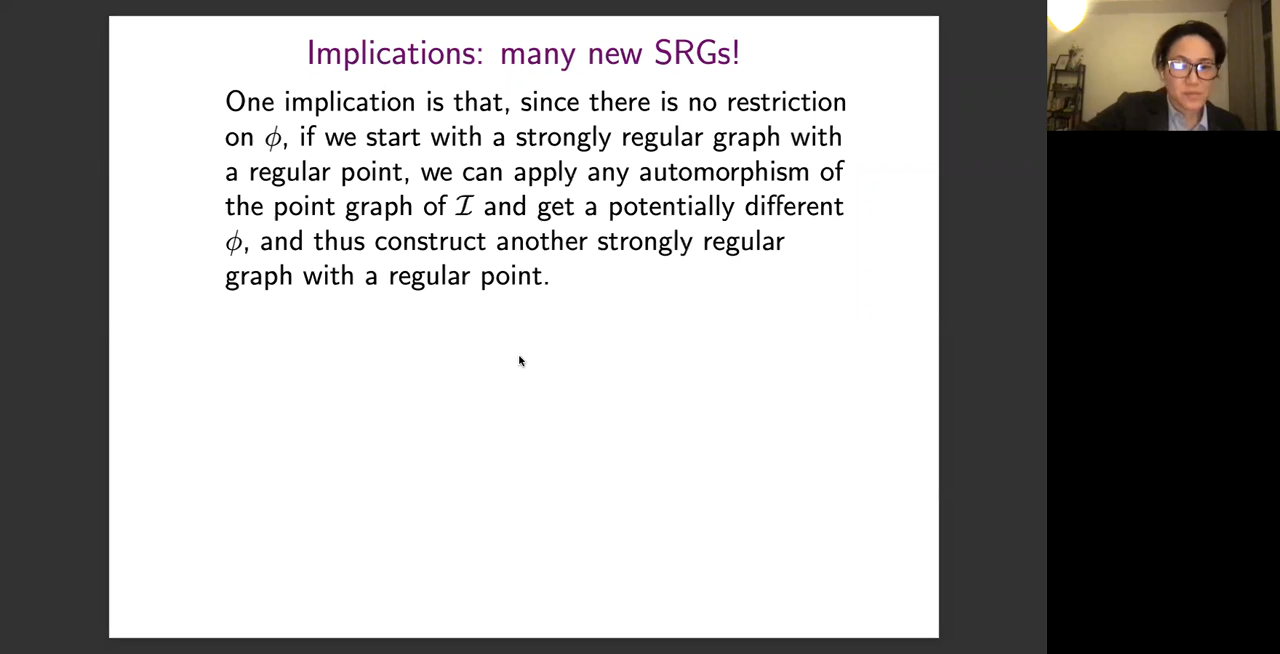 Implications: many new SRGs!
One implication is that, since there is no restriction
on ϕ, if we start with a strongly regular graph with
a regular point, we can apply any automorphism of
the point graph of ℐ and get a potentially different
ϕ, and thus construct another strongly regular
graph with a regular point.